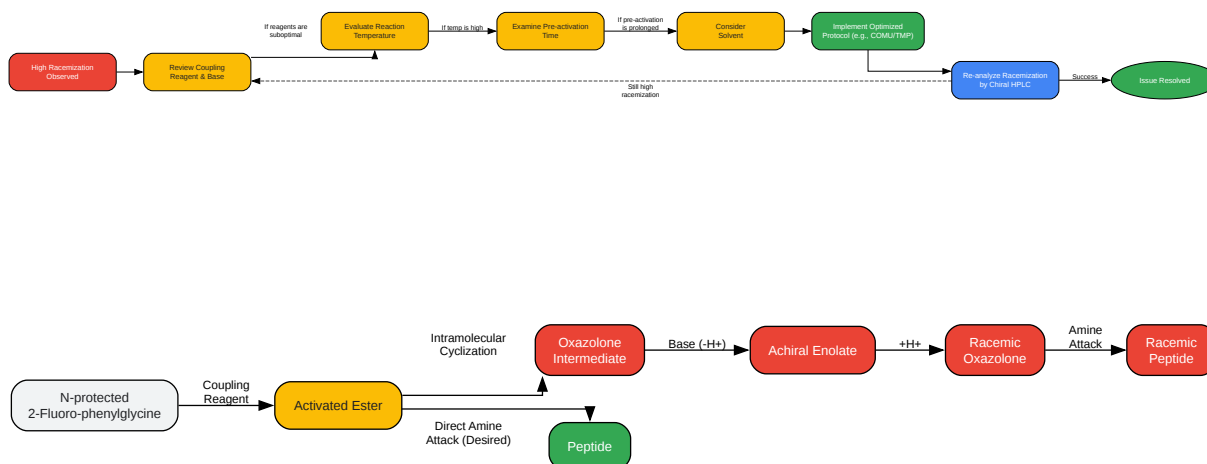 If reagents are
suboptimal
Evaluate Reaction
Temperature
If temp is high
Examine Pre-activation
Time
If pre-activation
is prolonged
Consider
Solvent
Implement Optimized
Protocol (e.g., COMU/TMP)
High Racemization
Observed
Review Coupling
Reagent & Base
Still high
racemization
Re-analyze Racemization
by Chiral HPLC
Success
Issue Resolved
N-protected
2-Fluoro-phenylglycine
Coupling
Reagent
Activated Ester
Intramolecular
Cyclization
Oxazolone
Intermediate
Base (-H+)
Achiral Enolate
+H+
Racemic
Oxazolone
Amine
Attack
Racemic
Peptide
Direct Amine
Attack (Desired)
Peptide